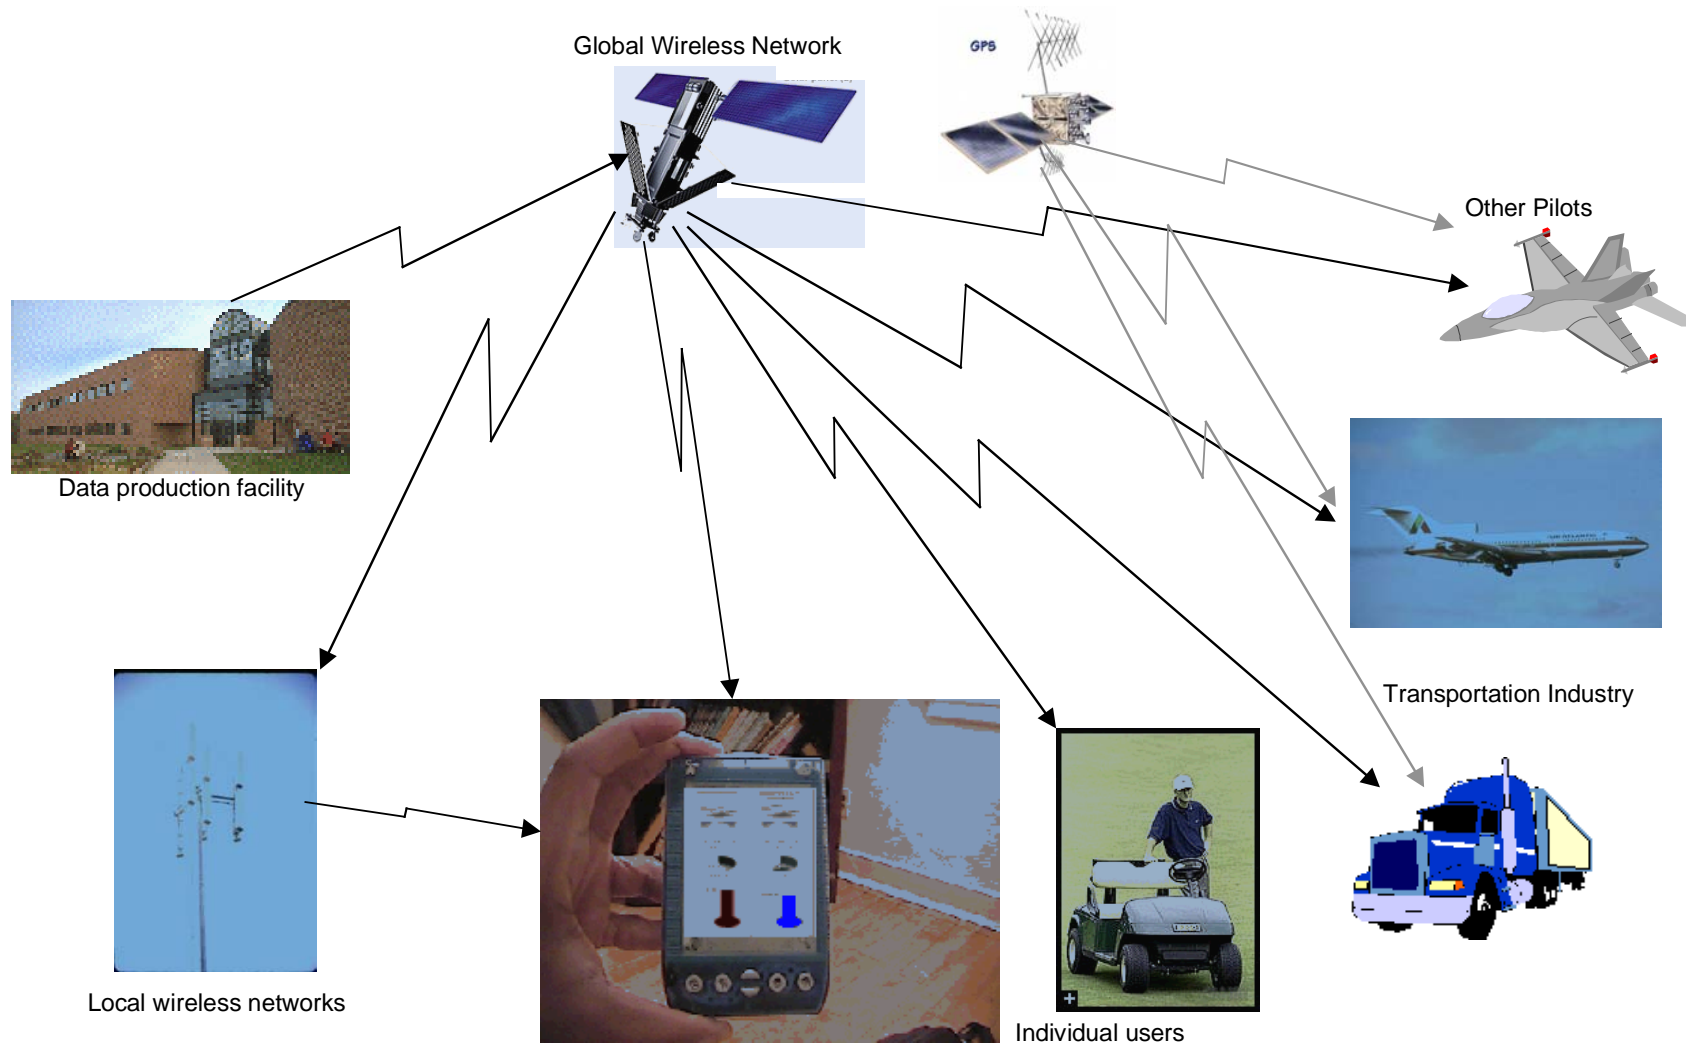 Global Wireless Network
GPS
Other Pilots
Data production facility
Transportation Industry
Local wireless networks
Individual users